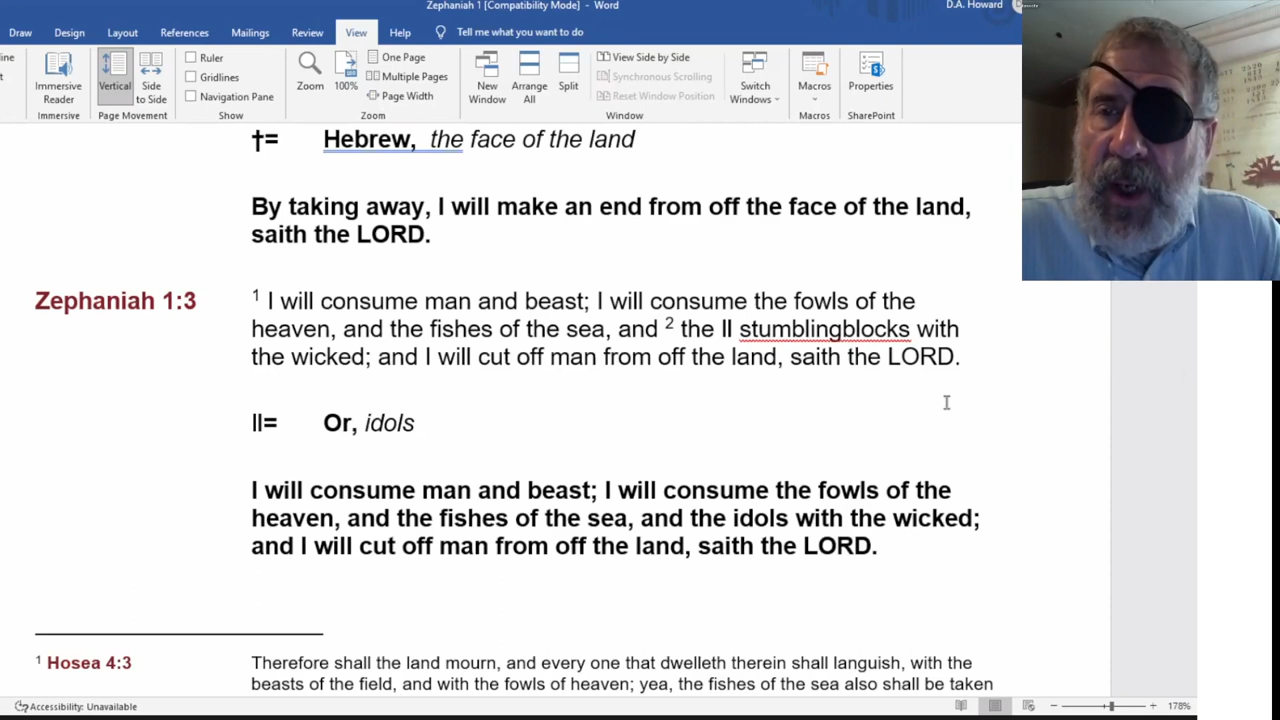 Zephaniah 1 [Compatibility Mode] - Word
D.A. Howard
Draw Design Layout References Mailings Review View Help Tell me what you want to do
Immersive Reader
Immersive
Vertical
Side to Side
Page Movement
Ruler
Gridlines
Navigation Pane
Show
Zoom
100%
One Page
Multiple Pages
Page Width
Zoom
New Window
Arrange All
Split
View Side by Side
Synchronous Scrolling
Reset Window Position
Switch Windows
Window
Macros
Macros
Properties
SharePoint
†= Hebrew, the face of the land
By taking away, I will make an end from off the face of the land,
saith the LORD.
Zephaniah 1:3 1 I will consume man and beast; I will consume the fowls of the
heaven, and the fishes of the sea, and 2 the ll stumblingblocks with
the wicked; and I will cut off man from off the land, saith the LORD.
ll= Or, idols
I will consume man and beast; I will consume the fowls of the
heaven, and the fishes of the sea, and the idols with the wicked;
and I will cut off man from off the land, saith the LORD.
1 Hosea 4:3 Therefore shall the land mourn, and every one that dwelleth therein shall languish, with the
beasts of the field, and with the fowls of heaven; yea, the fishes of the sea also shall be taken
Accessibility: Unavailable
178%